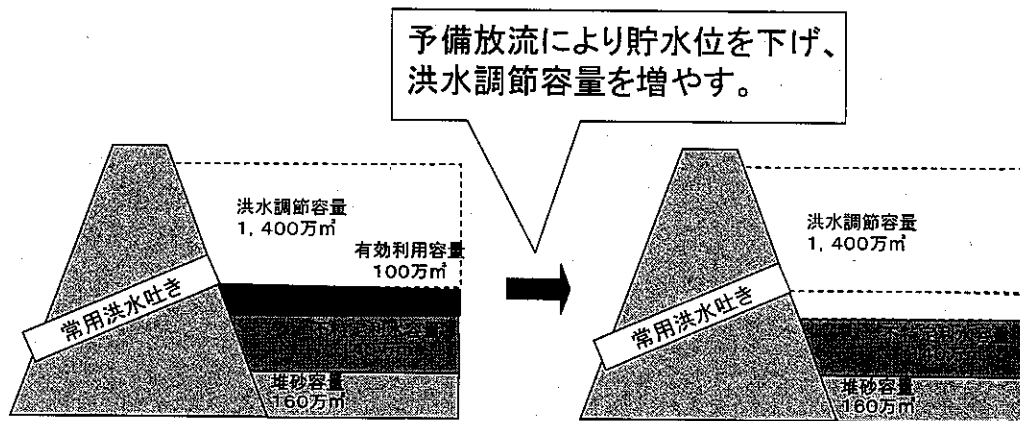 予備放流により貯水位を下げ、
洪水調節容量を増やす。
洪水調節容量
1,400万㎥
有効利用容量
100万㎥
常用洪水吐き
堆砂容量
160万㎥
洪水調節容量
1,400万㎥
常用洪水吐き
堆砂容量
160万㎥